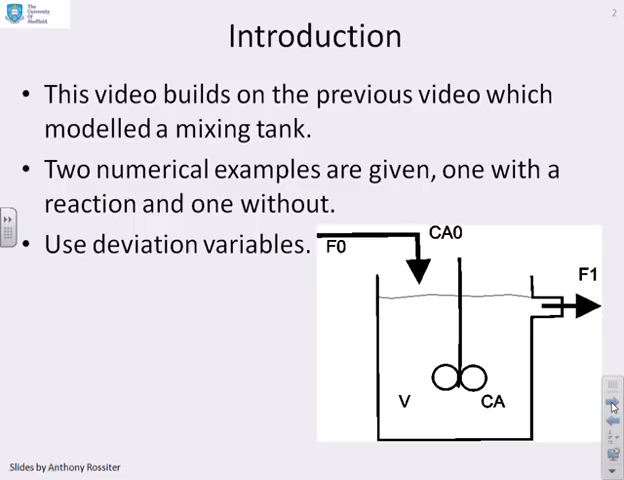 The
University
Of
Sheffield.
2
Introduction
• This video builds on the previous video which
modelled a mixing tank.
• Two numerical examples are given, one with a
reaction and one without.
• Use deviation variables.
F0
CA0
F1
V
CA
Slides by Anthony Rossiter